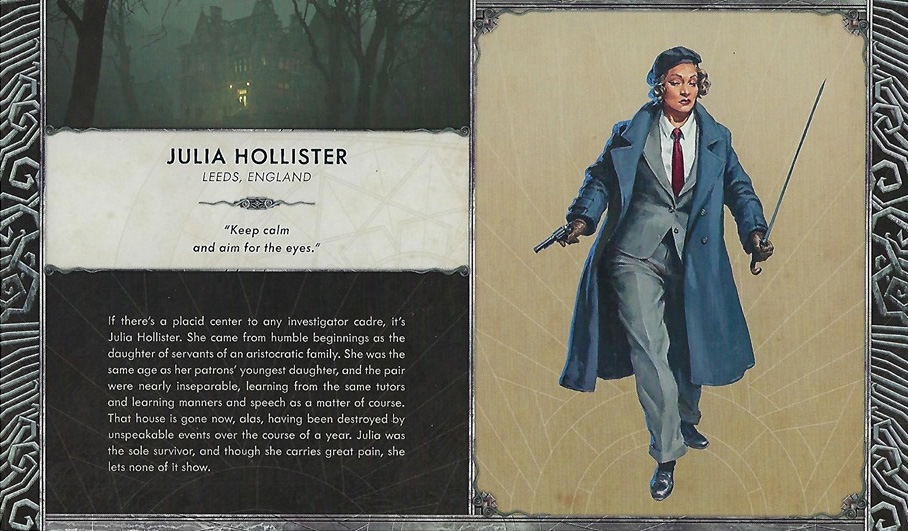 JULIA HOLLISTER
LEEDS, ENGLAND
“Keep calm
and aim for the eyes.”
If there’s a placid center to any investigator cadre, it’s
Julia Hollister. She came from humble beginnings as the
daughter of servants of an aristocratic family. She was the
same age as her patrons’ youngest daughter, and the pair
were nearly inseparable, learning from the same tutors
and learning manners and speech as a matter of course.
That house is gone now, alas, having been destroyed by
unspeakable events over the course of a year. Julia was
the sole survivor, and though she carries great pain, she
lets none of it show.